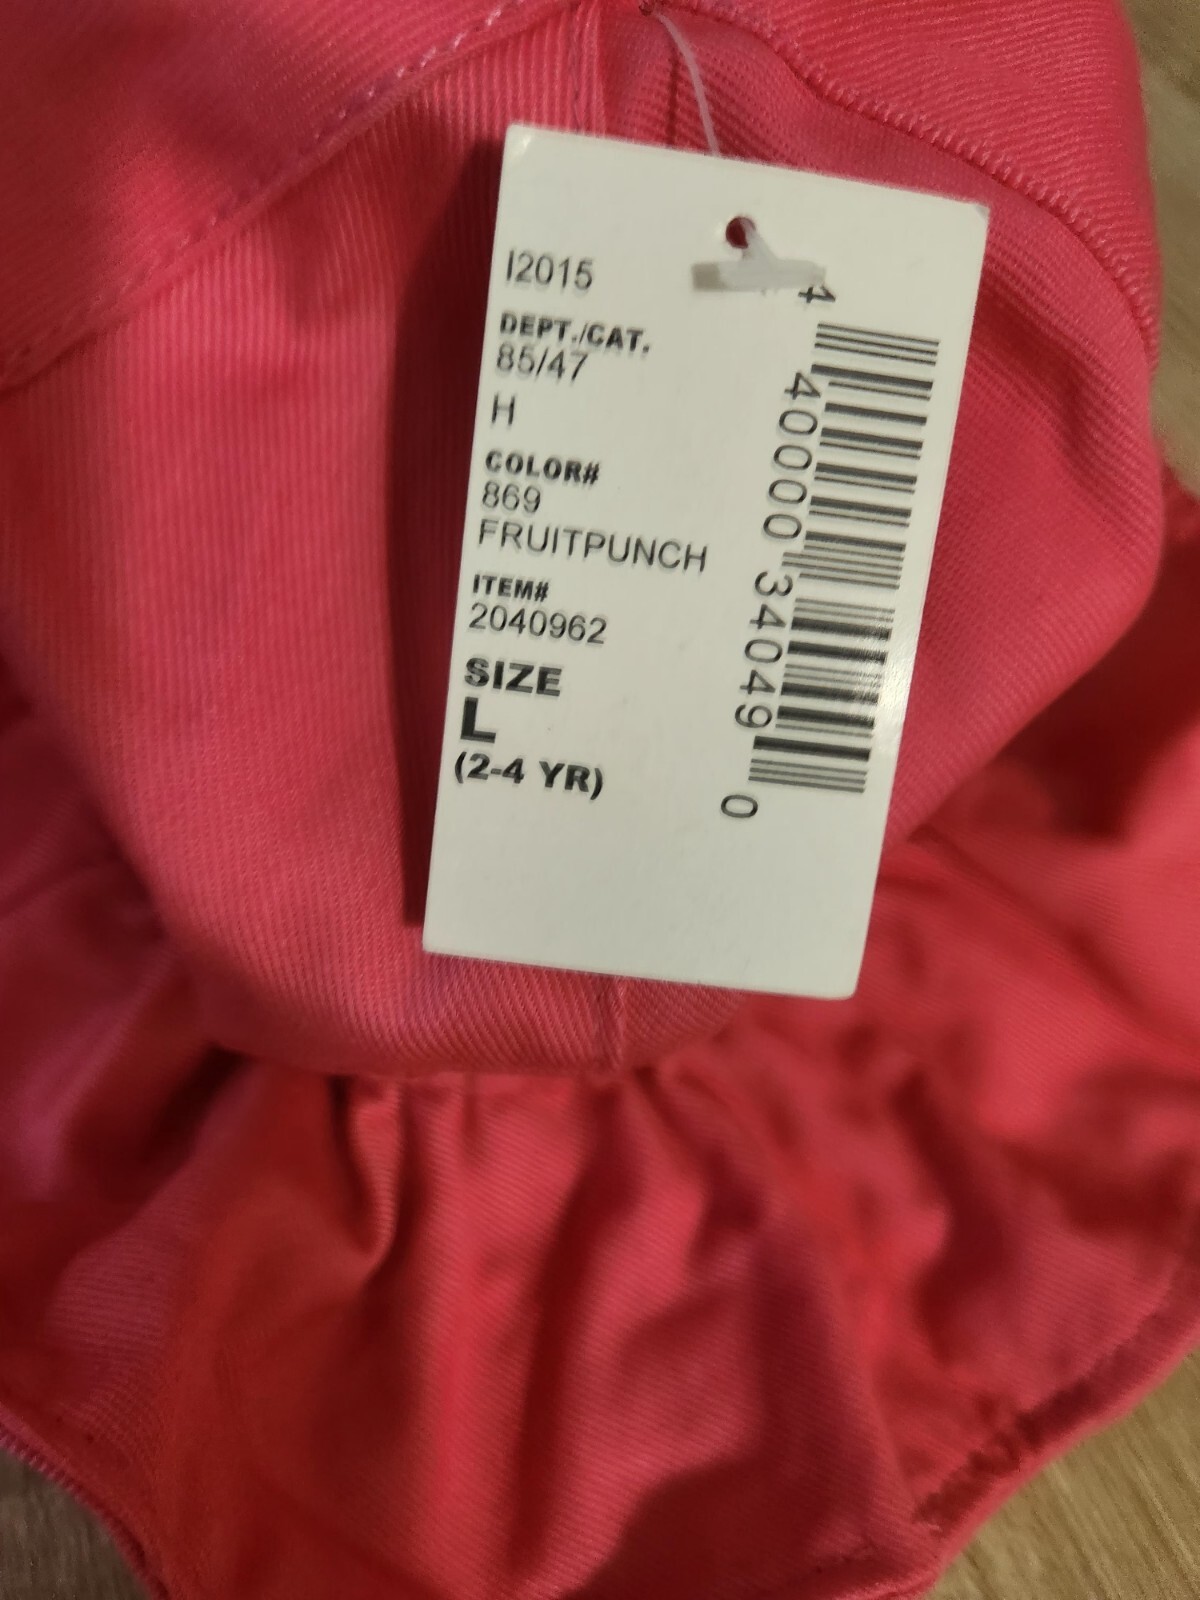 I2015
DEPT./CAT.
85/47
H
COLOR#
869
FRUITPUNCH
ITEM#
2040962
SIZE
L
(2-4 YR)
4 40000 34049 0